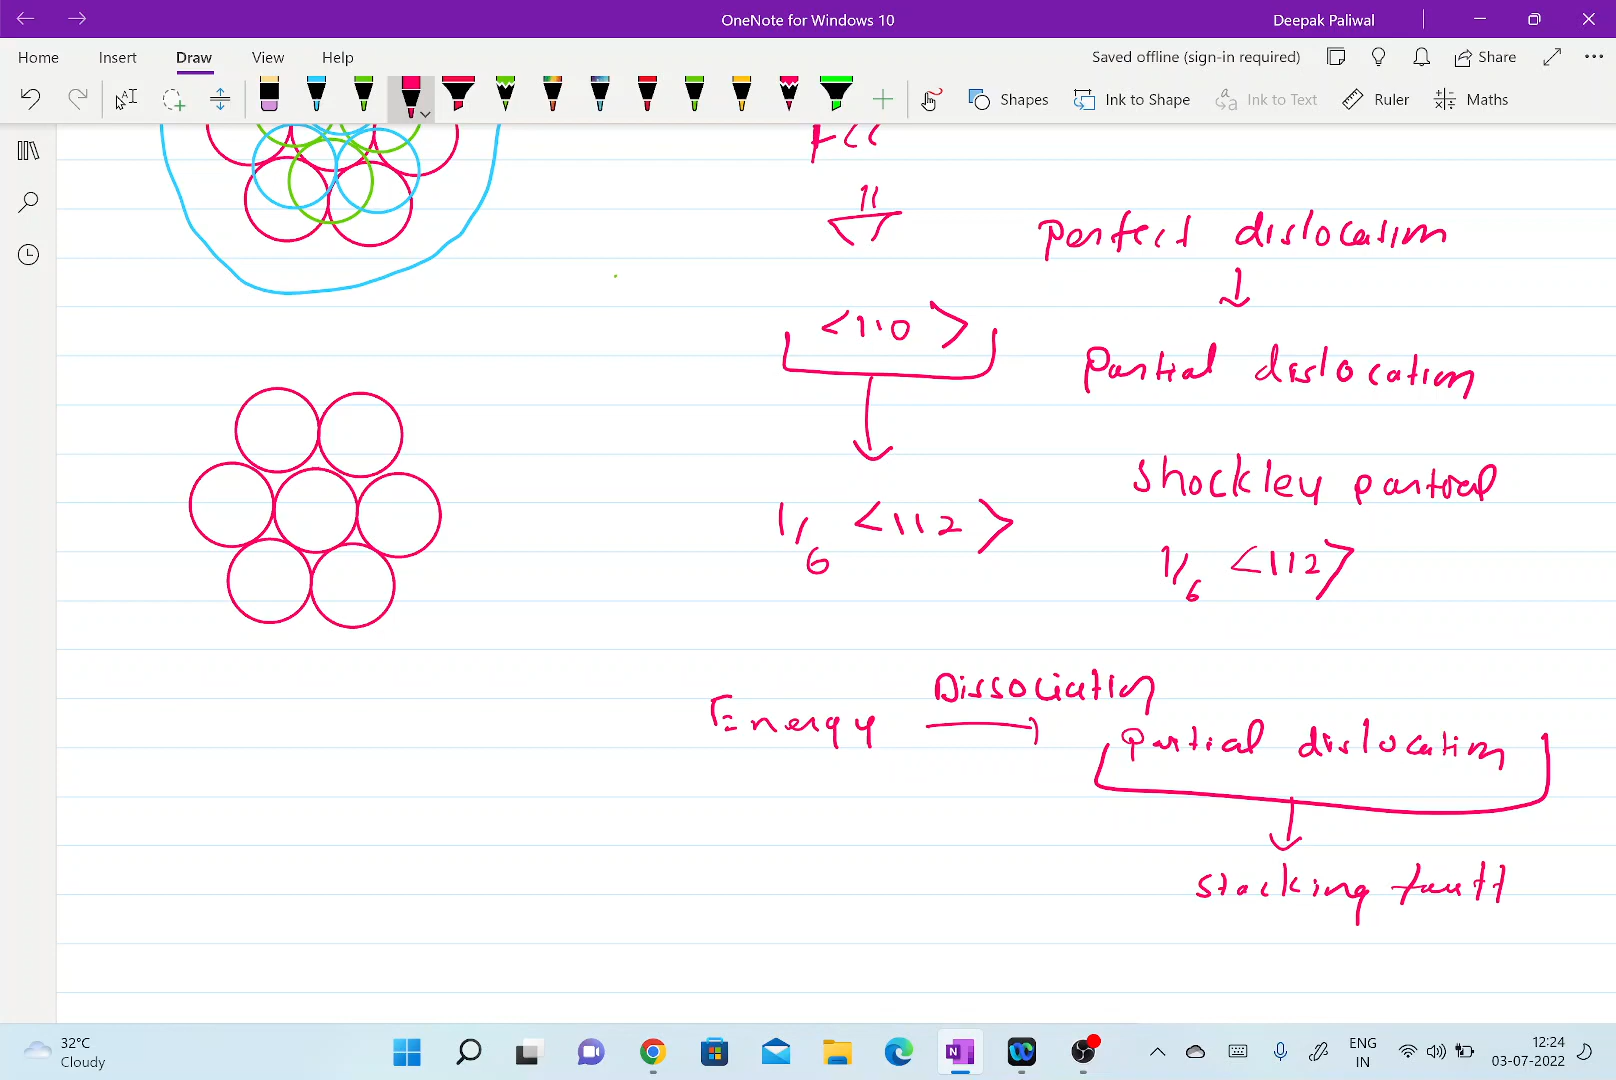 OneNote for Windows 10
Deepak Paliwal
Home Insert Draw View Help
Saved offline (sign-in required)
Share
Shapes
Ink to Shape
Ink to Text
Ruler
Maths
FCC
Perfect dislocation
<110>
Partial dislocation
Shockley partial
1/6 <112>
1/6 <112>
Energy
Dissociation
Partial dislocation
Stacking fault
32°C
Cloudy
ENG
IN
12:24
03-07-2022